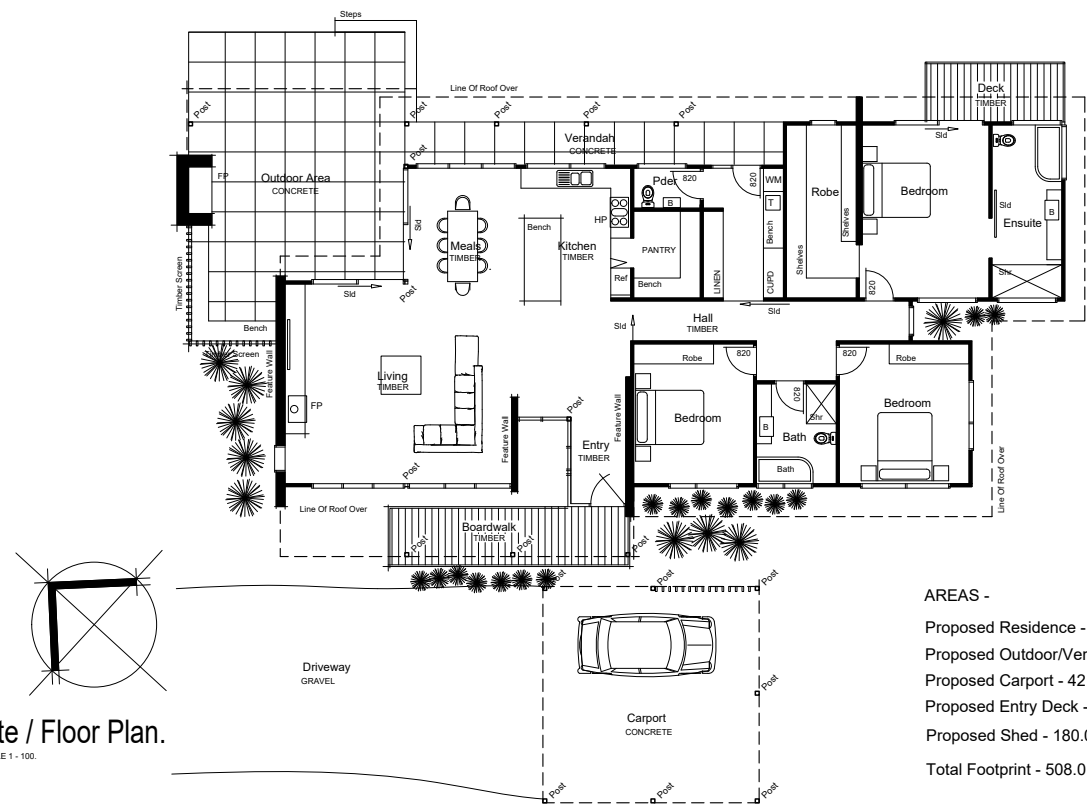 Steps
Line Of Roof Over
Deck
TIMBER
Post
Post
Post
Post
Post
Verandah
CONCRETE
Sld
Post
FP
Outdoor Area
CONCRETE
Pder
820
820
WM
B
T
Robe
Shelves
Shelves
Bedroom
Sld
B
Ensuite
Shr
820
HP
Bench
Meals
TIMBER
Kitchen
TIMBER
PANTRY
Bench
Ref
LINEN
Bench
CUPD
Sld
Sld
Post
Timber Screen
Bench
Timber Screen
Feature Wall
Hall
TIMBER
Sld
Sld
Robe
820
820
Robe
Living
TIMBER
FP
Bedroom
820
Shr
B
Bath
Bath
Bedroom
Post
Feature Wall
Feature Wall
Entry
TIMBER
Post
Line Of Roof Over
Line Of Roof Over
Boardwalk
TIMBER
Post
Post
Post
Post
Post
Post
Driveway
GRAVEL
Post
Carport
CONCRETE
Post
Post
Post
te / Floor Plan.
LE 1 - 100.
AREAS -
Proposed Residence -
Proposed Outdoor/Ver
Proposed Carport - 42
Proposed Entry Deck -
Proposed Shed - 180.0
Total Footprint - 508.0